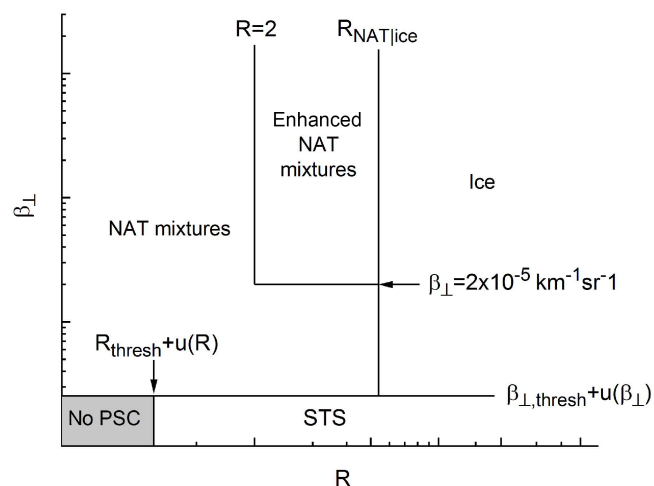 R=2
R_NAT|ice
Enhanced
NAT
mixtures
Ice
β⊥
NAT mixtures
β⊥=2x10⁻⁵ km⁻¹sr⁻¹
R_thresh+u(R)
β⊥,thresh+u(β⊥)
No PSC
STS
R